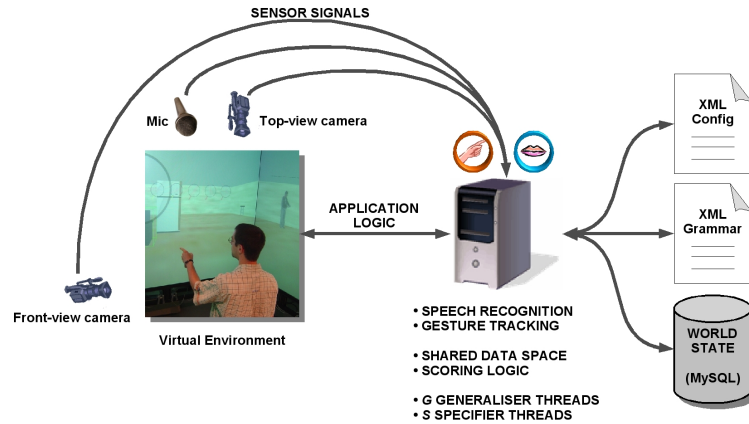 SENSOR SIGNALS
Mic
Top-view camera
Front-view camera
Virtual Environment
APPLICATION
LOGIC
• SPEECH RECOGNITION
• GESTURE TRACKING
• SHARED DATA SPACE
• SCORING LOGIC
• G GENERALISER THREADS
• S SPECIFIER THREADS
XML
Config
XML
Grammar
WORLD
STATE
(MySQL)